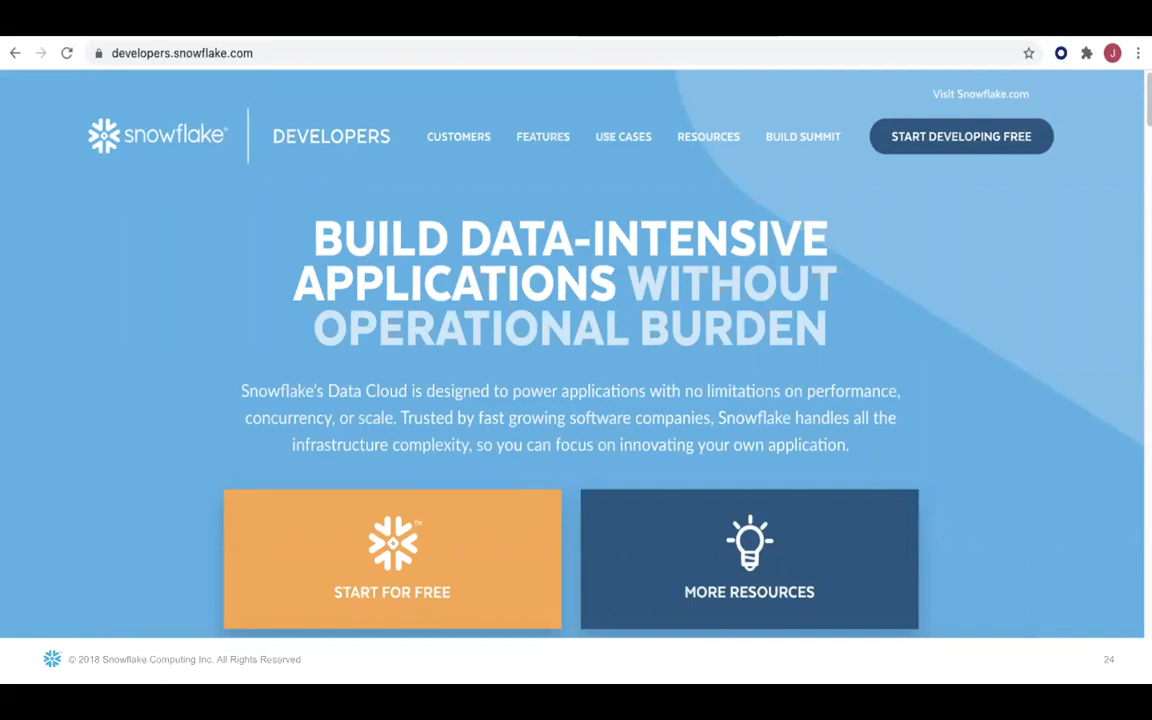 developers.snowflake.com
J
Visit Snowflake.com
snowflake® DEVELOPERS CUSTOMERS FEATURES USE CASES RESOURCES BUILD SUMMIT START DEVELOPING FREE
BUILD DATA-INTENSIVE
APPLICATIONS WITHOUT
OPERATIONAL BURDEN
Snowflake's Data Cloud is designed to power applications with no limitations on performance,
concurrency, or scale. Trusted by fast growing software companies, Snowflake handles all the
infrastructure complexity, so you can focus on innovating your own application.
TM
START FOR FREE
MORE RESOURCES
© 2018 Snowflake Computing Inc. All Rights Reserved
24